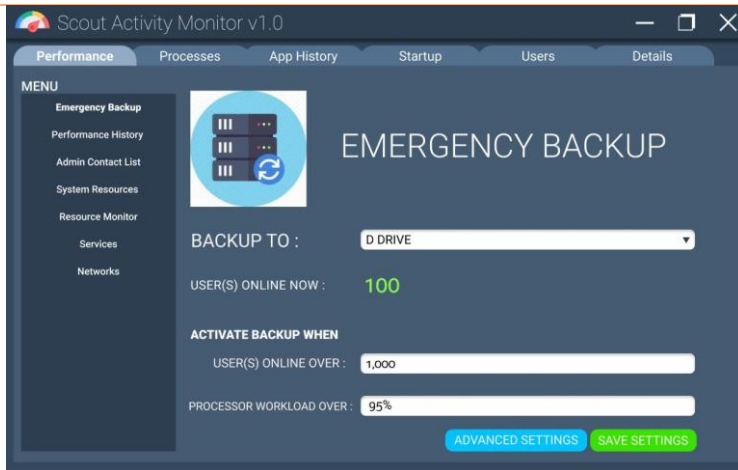 Scout Activity Monitor v1.0
Performance Processes App History Startup Users Details
MENU
Emergency Backup
Performance History
Admin Contact List
System Resources
Resource Monitor
Services
Networks
EMERGENCY BACKUP
BACKUP TO : D DRIVE
USER(S) ONLINE NOW : 100
ACTIVATE BACKUP WHEN
USER(S) ONLINE OVER : 1,000
PROCESSOR WORKLOAD OVER : 95%
ADVANCED SETTINGS SAVE SETTINGS